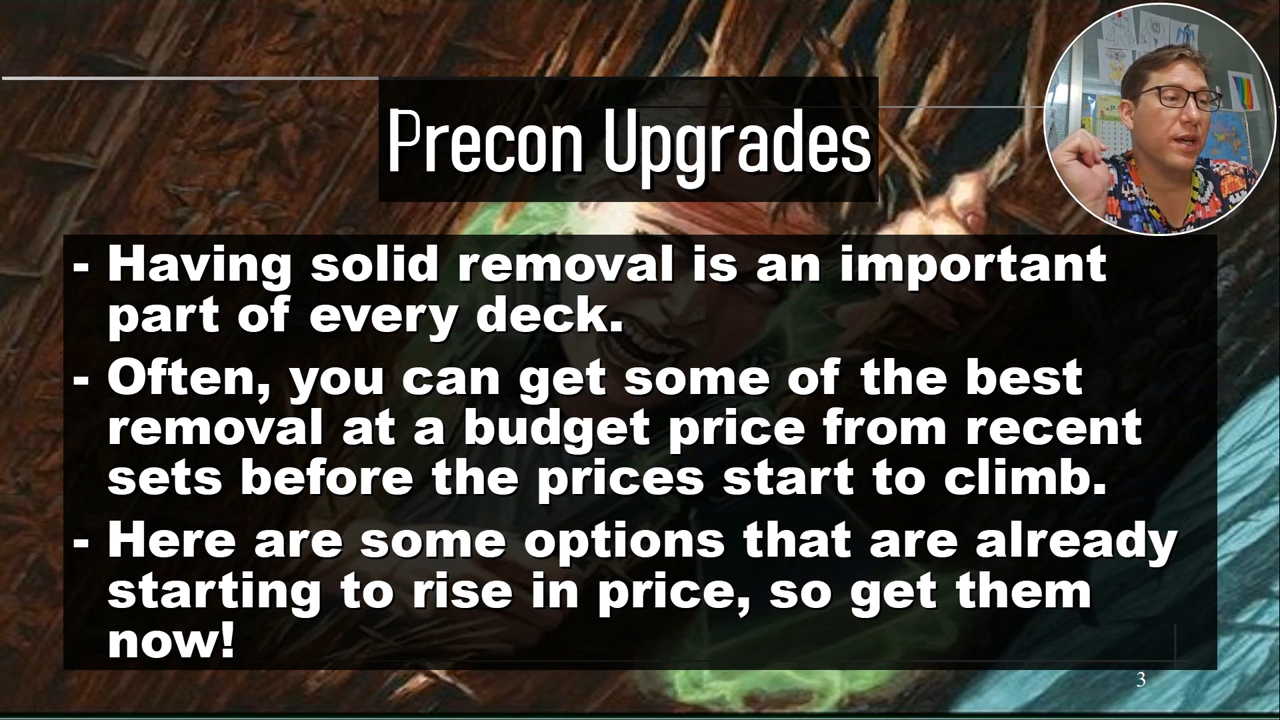 Precon Upgrades
- Having solid removal is an important
part of every deck.
- Often, you can get some of the best
removal at a budget price from recent
sets before the prices start to climb.
- Here are some options that are already
starting to rise in price, so get them
now!
3